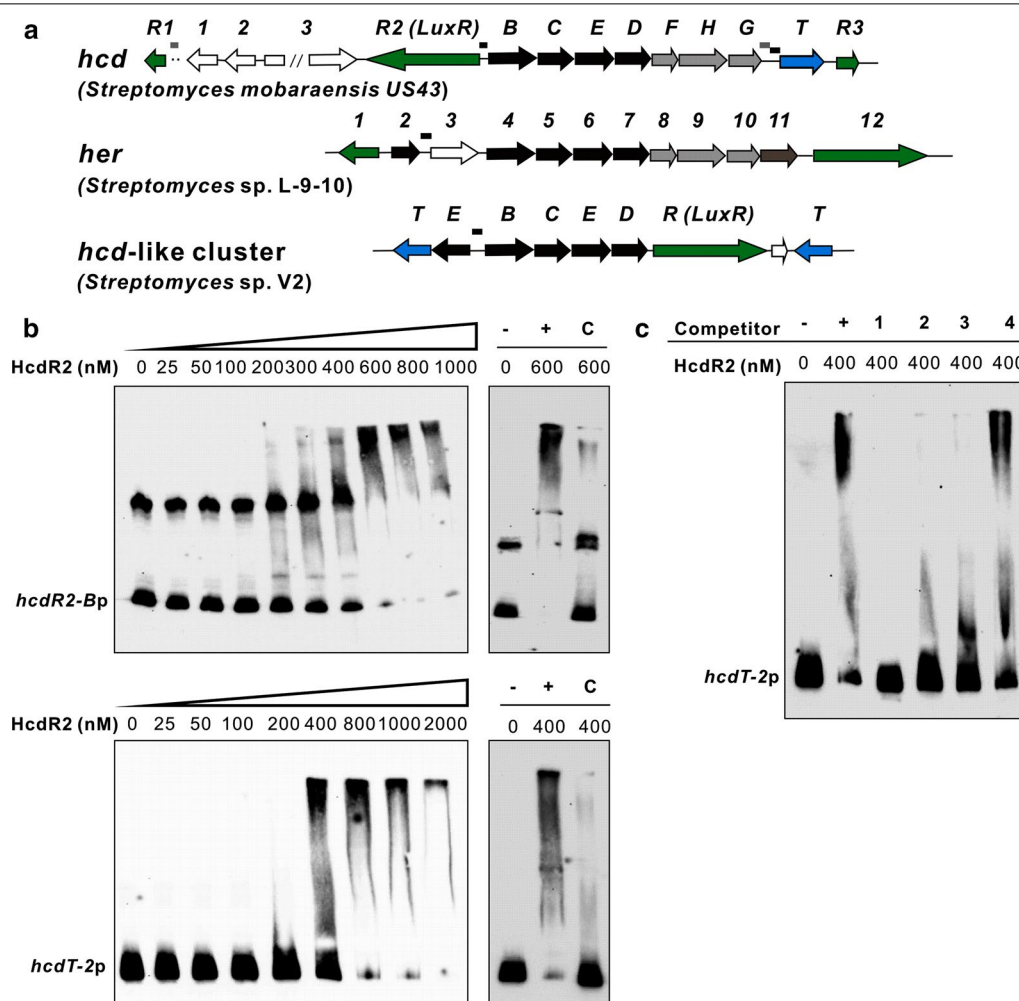 a
R1 1 2 3 R2 (LuxR) B C E D F H G T R3
hcd
//
(Streptomyces mobaraensis US43)
1 2 3 4 5 6 7 8 9 10 11 12
her
(Streptomyces sp. L-9-10)
T E B C E D R (LuxR) T
hcd-like cluster
(Streptomyces sp. V2)
b
- + C
HcdR2 (nM) 0 25 50 100 200 300 400 600 800 1000
0 600 600
hcdR2-Bp
- + C
HcdR2 (nM) 0 25 50 100 200 400 800 1000 2000
0 400 400
hcdT-2p
c
Competitor - + 1 2 3 4
HcdR2 (nM) 0 400 400 400 400 400
hcdT-2p